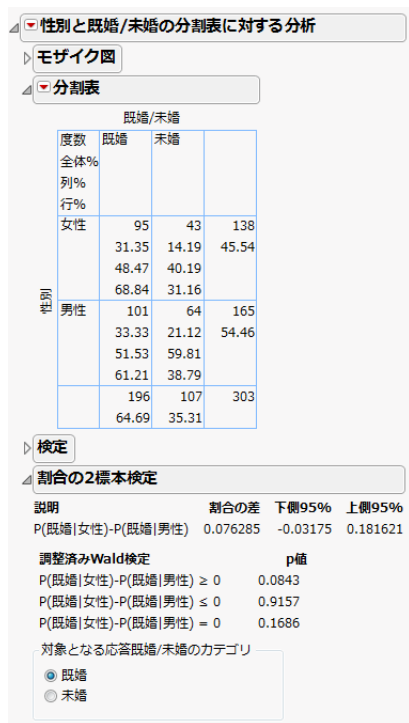 性別と既婚/未婚の分割表に対する分析
モザイク図
分割表
既婚/未婚
度数 既婚 未婚
全体%
列%
行%
性別
女性 95 43 138
31.35 14.19 45.54
48.47 40.19
68.84 31.16
男性 101 64 165
33.33 21.12 54.46
51.53 59.81
61.21 38.79
196 107 303
64.69 35.31
検定
割合の2標本検定
説明 割合の差 下側95% 上側95%
P(既婚|女性)-P(既婚|男性) 0.076285 -0.03175 0.181621
調整済みWald検定 p値
P(既婚|女性)-P(既婚|男性) ≥ 0 0.0843
P(既婚|女性)-P(既婚|男性) ≤ 0 0.9157
P(既婚|女性)-P(既婚|男性) = 0 0.1686
対象となる応答既婚/未婚のカテゴリ
既婚
未婚